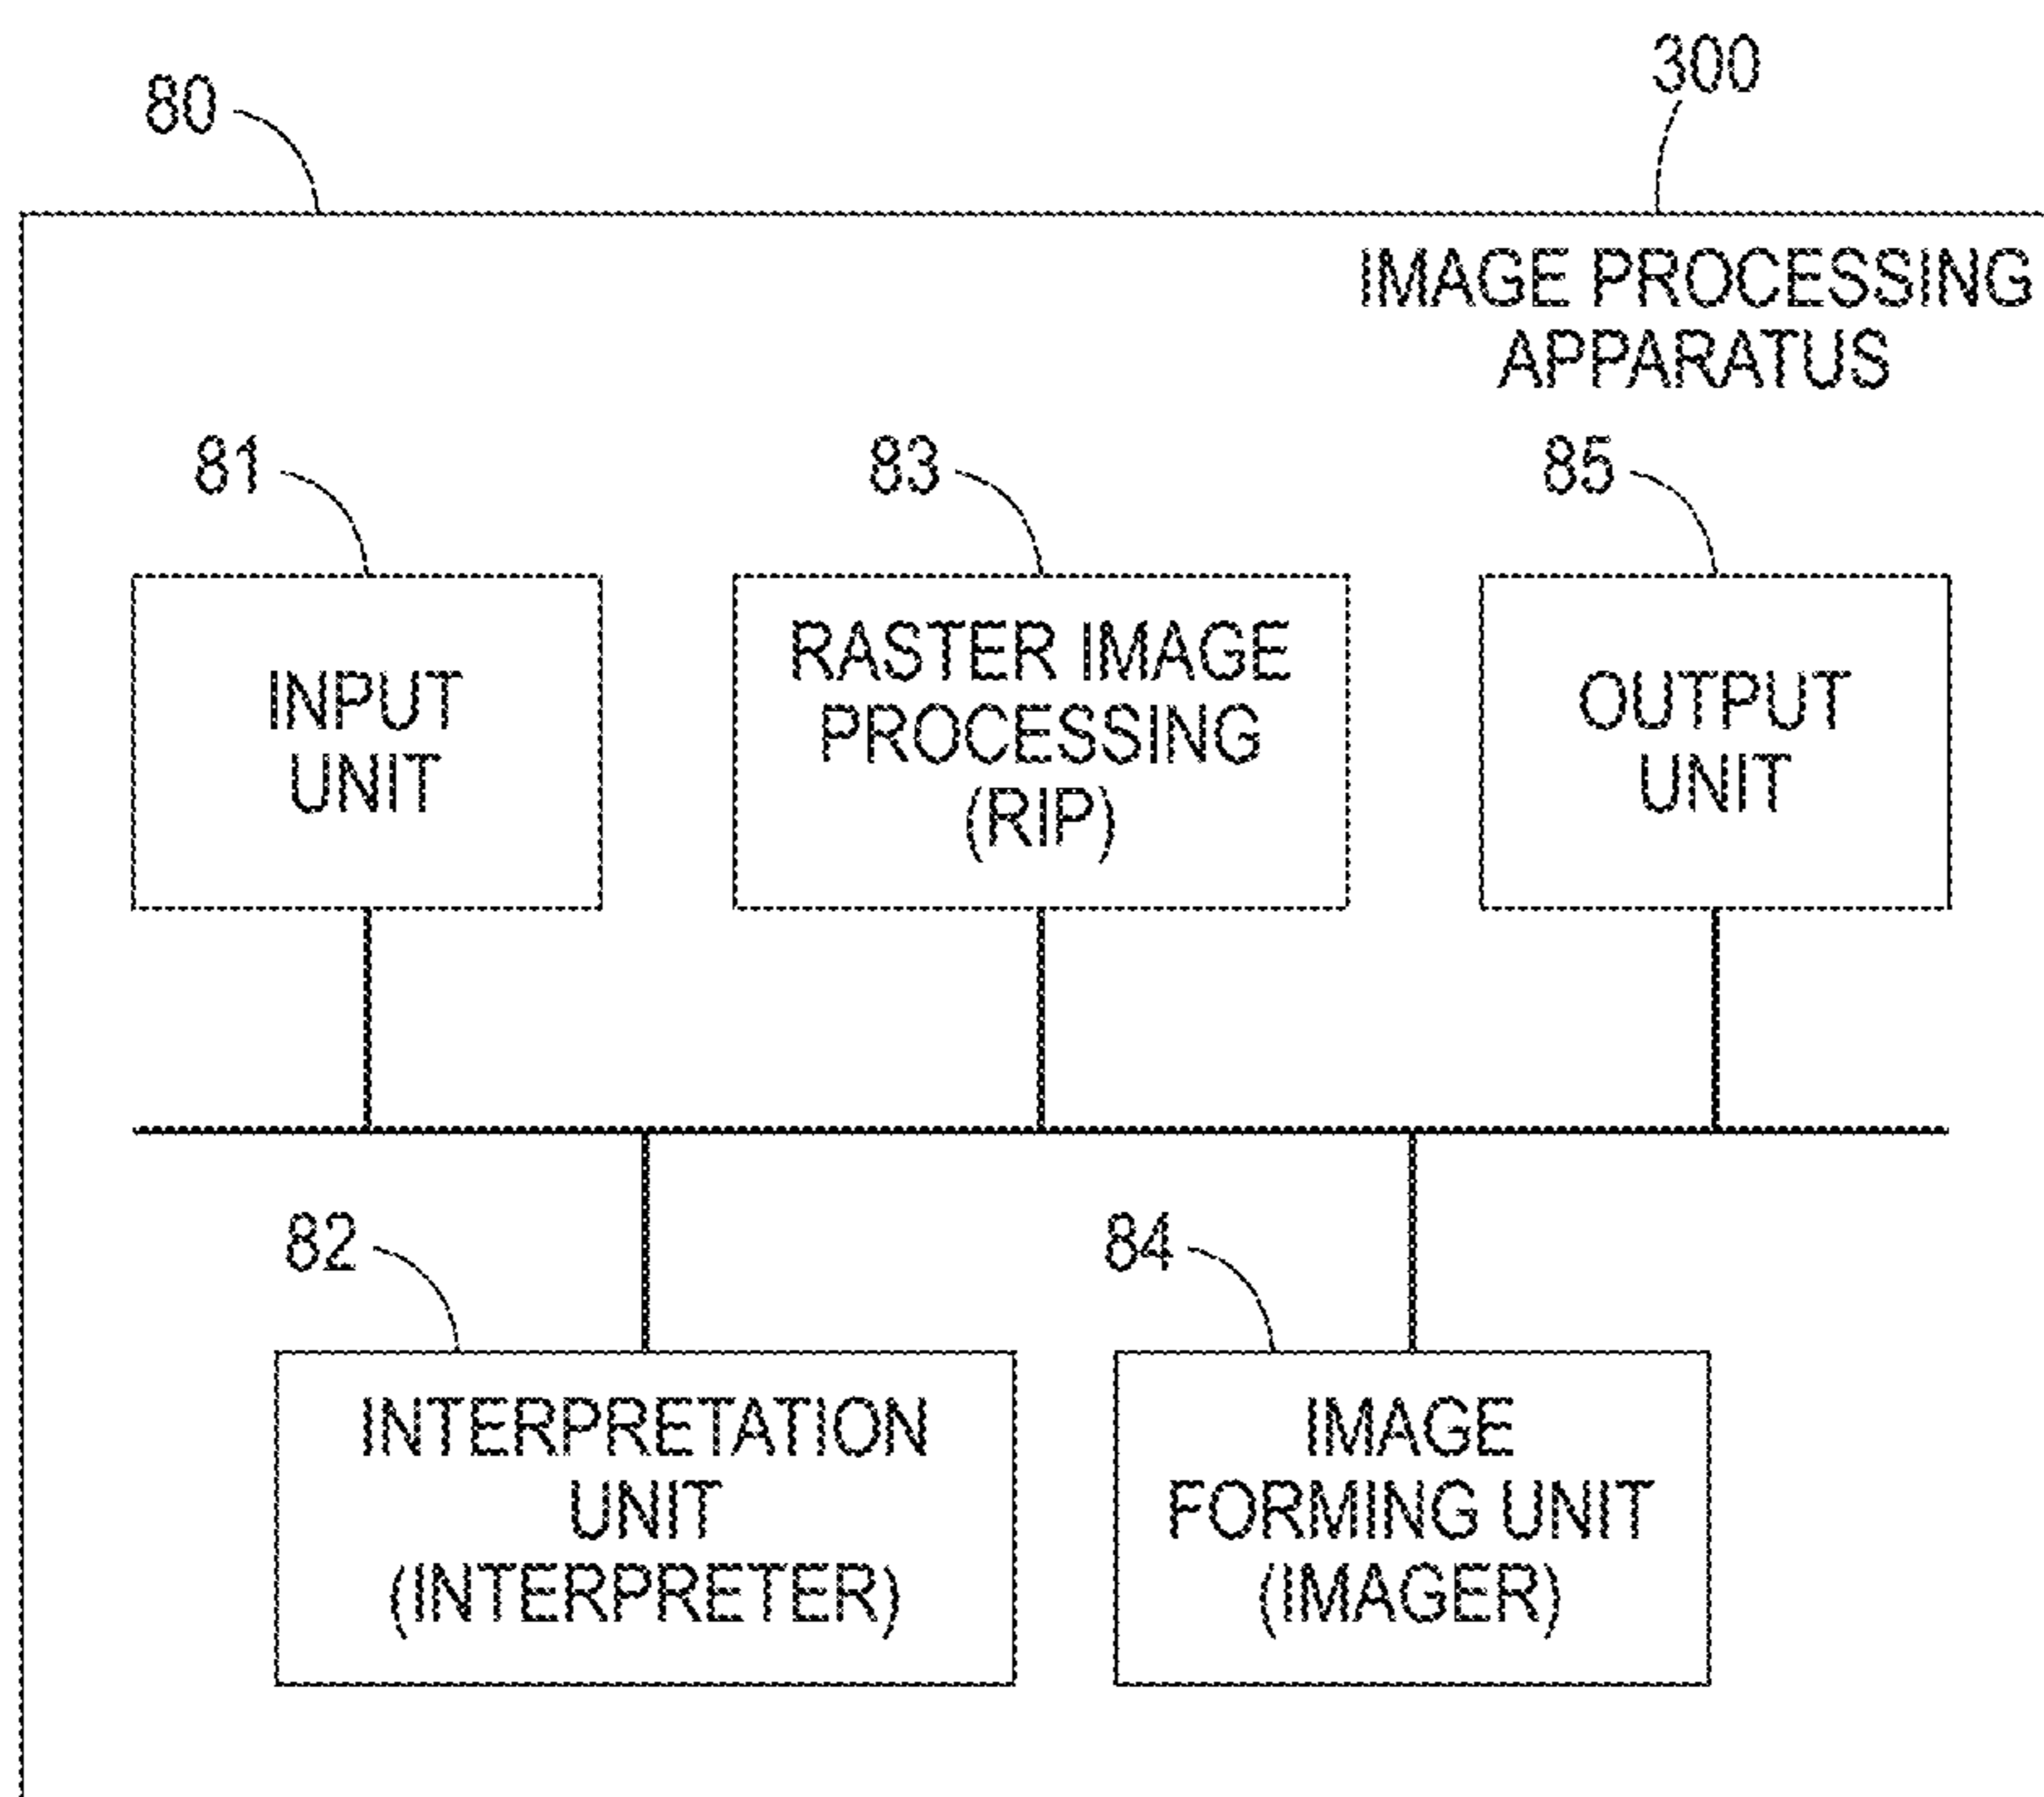 80
300
IMAGE PROCESSING
APPARATUS
81
83
85
INPUT
UNIT
RASTER IMAGE
PROCESSING
(RIP)
OUTPUT
UNIT
82
84
INTERPRETATION
UNIT
(INTERPRETER)
IMAGE
FORMING UNIT
(IMAGER)